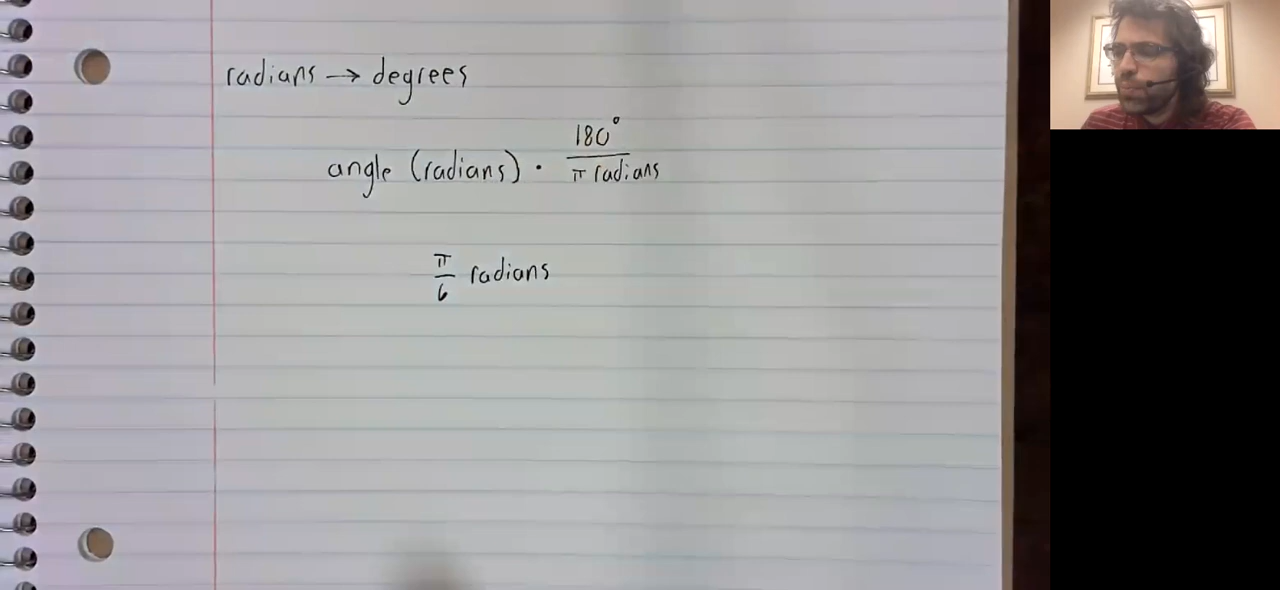 radians → degrees
angle (radians) · 180° / π radians
π/6 radians